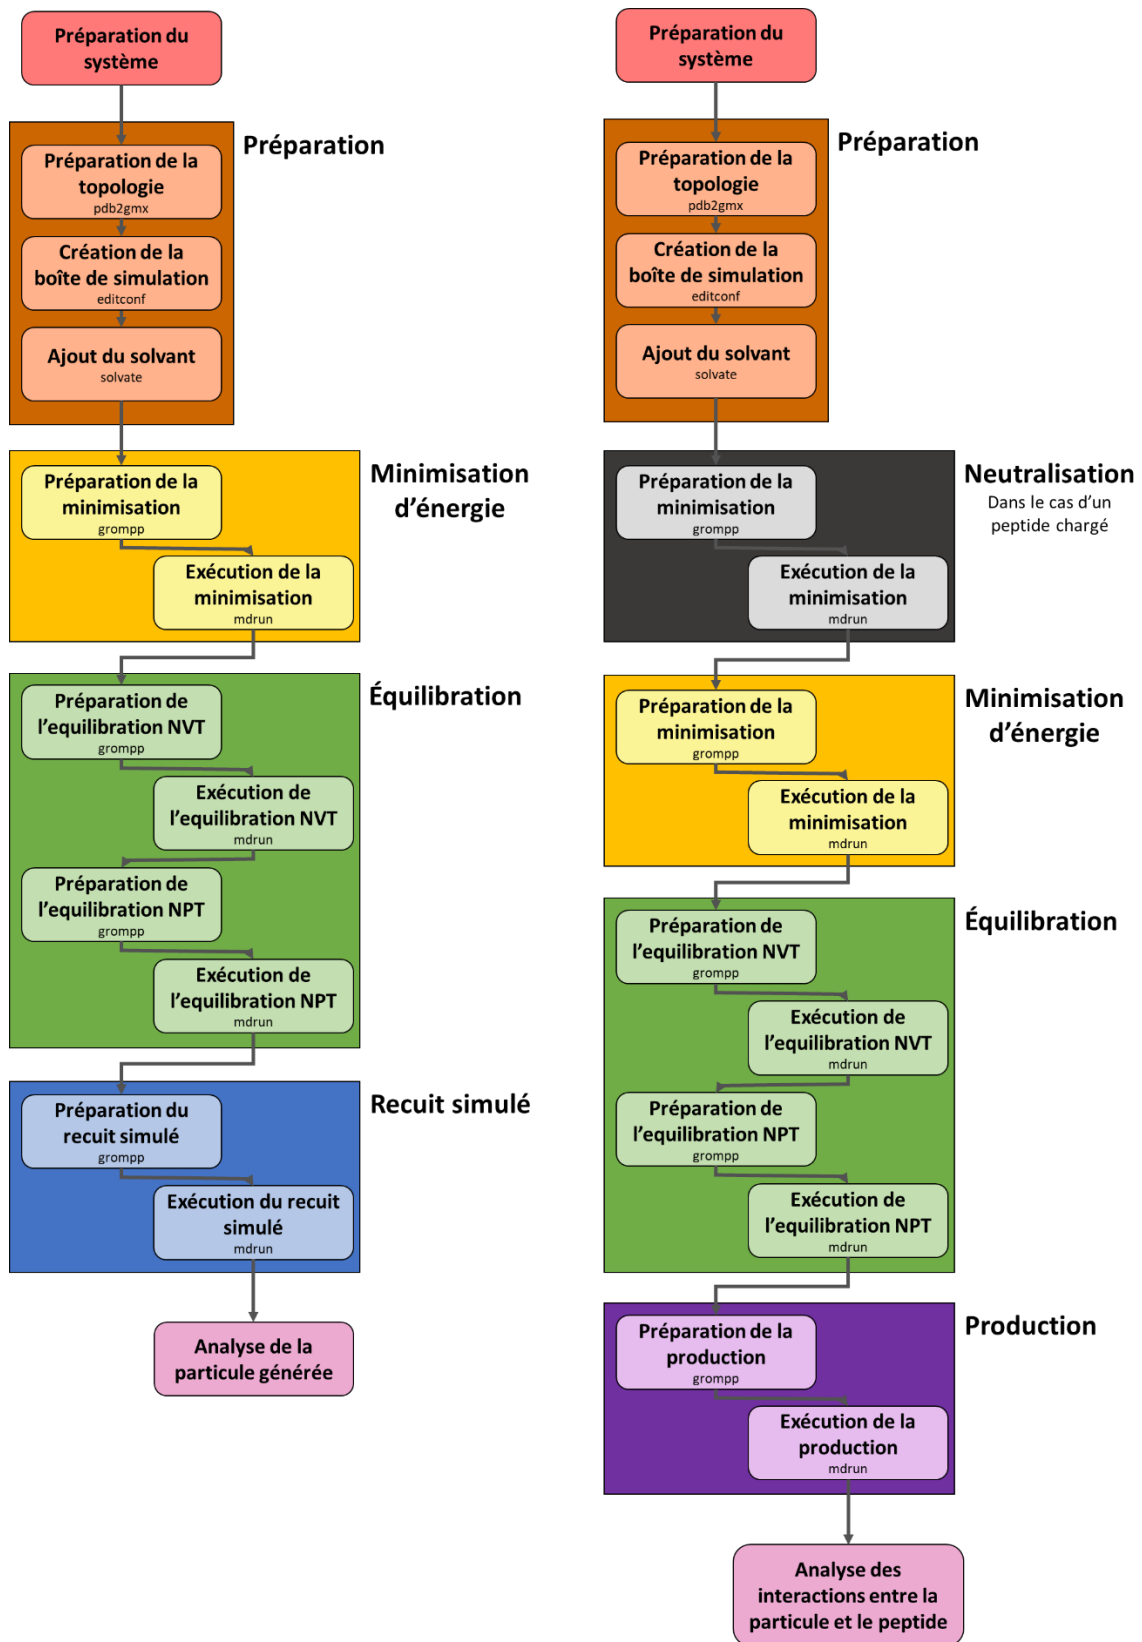 Préparation du
système
Préparation
Préparation de la
topologie
pdb2gmx
Création de la
boîte de simulation
editconf
Ajout du solvant
solvate
Minimisation
d’énergie
Préparation de la
minimisation
grompp
Exécution de la
minimisation
mdrun
Équilibration
Préparation de
l’equilibration NVT
grompp
Exécution de
l’equilibration NVT
mdrun
Préparation de
l’equilibration NPT
grompp
Exécution de
l’equilibration NPT
mdrun
Recuit simulé
Préparation du
recuit simulé
grompp
Exécution du recuit
simulé
mdrun
Analyse de la
particule générée
Préparation du
système
Préparation
Préparation de la
topologie
pdb2gmx
Création de la
boîte de simulation
editconf
Ajout du solvant
solvate
Neutralisation
Dans le cas d’un
peptide chargé
Préparation de la
minimisation
grompp
Exécution de la
minimisation
mdrun
Minimisation
d’énergie
Préparation de la
minimisation
grompp
Exécution de la
minimisation
mdrun
Équilibration
Préparation de
l’equilibration NVT
grompp
Exécution de
l’equilibration NVT
mdrun
Préparation de
l’equilibration NPT
grompp
Exécution de
l’equilibration NPT
mdrun
Production
Préparation de la
production
grompp
Exécution de la
production
mdrun
Analyse des
interactions entre la
particule et le peptide